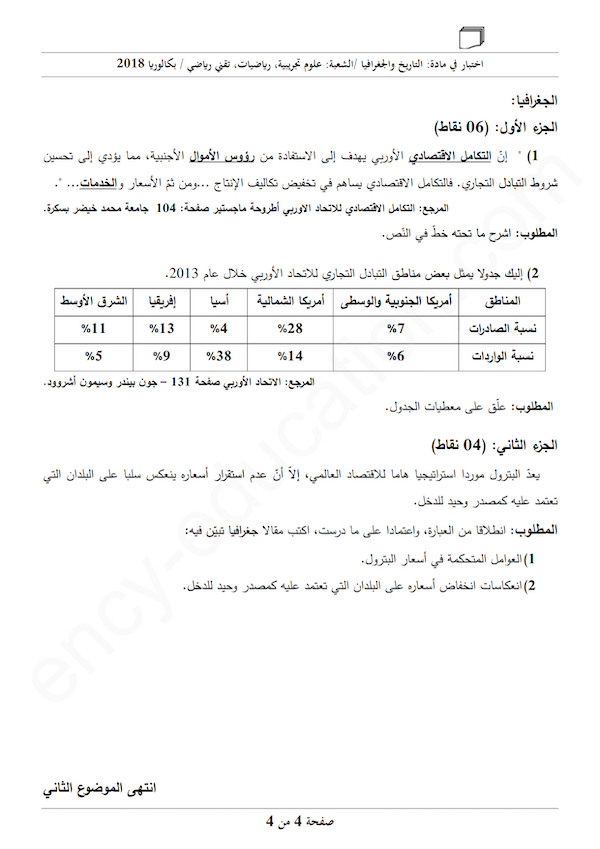 اختبار في مادة: التاريخ والجغرافيا /الشعبة: علوم تجريبية، رياضيات، تقني رياضي / بكالوريا 2018
الجغرافيا:
الجزء الأول: (06 نقاط)
1) " إنّ التكامل الاقتصادي الأوربي يهدف إلى الاستفادة من رؤوس الأموال الأجنبية، مما يؤدي إلى تحسين
شروط التبادل التجاري. فالتكامل الاقتصادي يساهم في تخفيض تكاليف الإنتاج ...ومن ثمّ الأسعار والخدمات... ".
المرجع: التكامل الاقتصادي للاتحاد الاوربي أطروحة ماجستير صفحة: 104 جامعة محمد خيضر بسكرة.
المطلوب: اشرح ما تحته خطّ في النّص.
2) إليك جدولا يمثل بعض مناطق التبادل التجاري للاتحاد الأوربي خلال عام 2013.
المناطق أمريكا الجنوبية والوسطى أمريكا الشمالية آسيا إفريقيا الشرق الأوسط
نسبة الصادرات %7 %28 %4 %13 %11
نسبة الواردات %6 %14 %38 %9 %5
المرجع: الاتحاد الأوربي صفحة 131 – جون بيندر وسيمون أشروود.
المطلوب: علّق على معطيات الجدول.
الجزء الثاني: (04 نقاط)
يعدّ البترول موردا استراتيجيا هاما للاقتصاد العالمي، إلاّ أنّ عدم استقرار أسعاره ينعكس سلبا على البلدان التي
تعتمد عليه كمصدر وحيد للدخل.
المطلوب: انطلاقا من العبارة، واعتمادا على ما درست، اكتب مقالا جغرافيا تبيّن فيه:
1) العوامل المتحكمة في أسعار البترول.
2) انعكاسات انخفاض أسعاره على البلدان التي تعتمد عليه كمصدر وحيد للدخل.
ency-education.com
انتهى الموضوع الثاني
صفحة 4 من 4